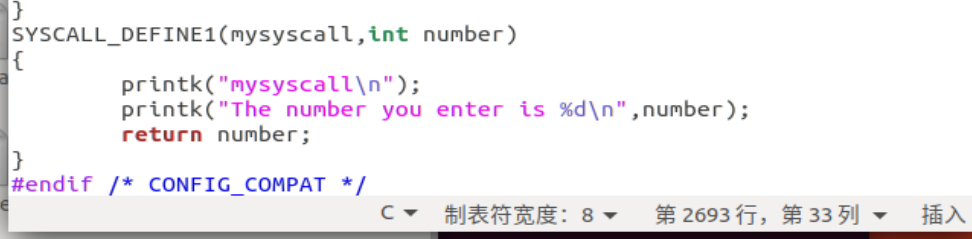 }
SYSCALL_DEFINE1(mysyscall,int number)
{
        printk("mysyscall\n");
        printk("The number you enter is %d\n",number);
        return number;
}
#endif /* CONFIG_COMPAT */
C 制表符宽度：8 第 2693 行，第 33 列 插入